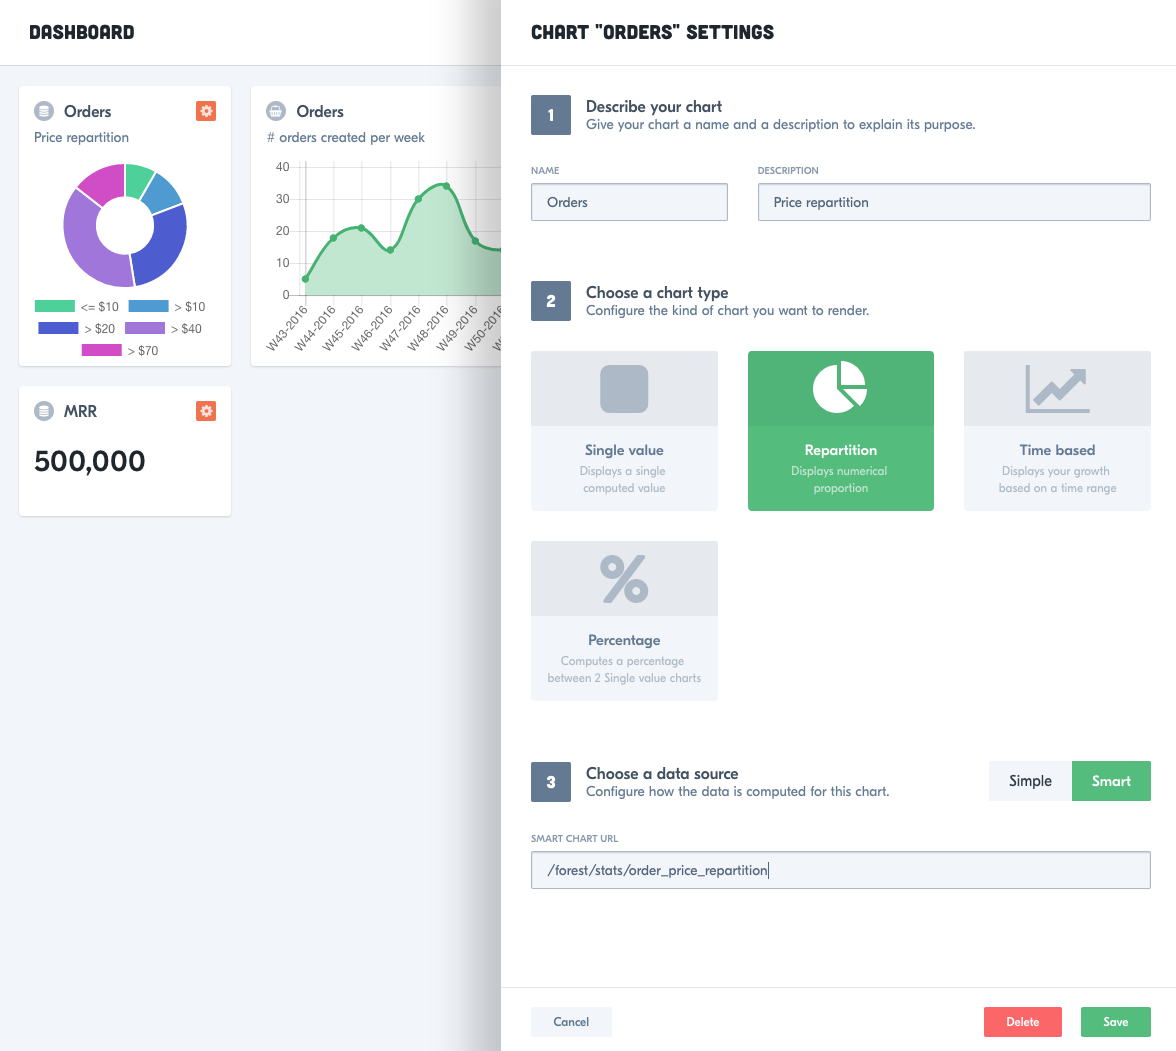 DASHBOARD
Orders
Price repartition
<= $10
> $10
> $20
> $40
> $70
Orders
# orders created per week
40
30
20
10
0
W43-2016
W44-2016
W45-2016
W46-2016
W47-2016
W48-2016
W49-2016
W50-2016
MRR
500,000
CHART "ORDERS" SETTINGS
1
Describe your chart
Give your chart a name and a description to explain its purpose.
NAME
DESCRIPTION
Orders
Price repartition
2
Choose a chart type
Configure the kind of chart you want to render.
Single value
Displays a single
computed value
Repartition
Displays numerical
proportion
Time based
Displays your growth
based on a time range
%
Percentage
Computes a percentage
between 2 Single value charts
3
Choose a data source
Configure how the data is computed for this chart.
Simple
Smart
SMART CHART URL
/forest/stats/order_price_repartition
Cancel
Delete
Save